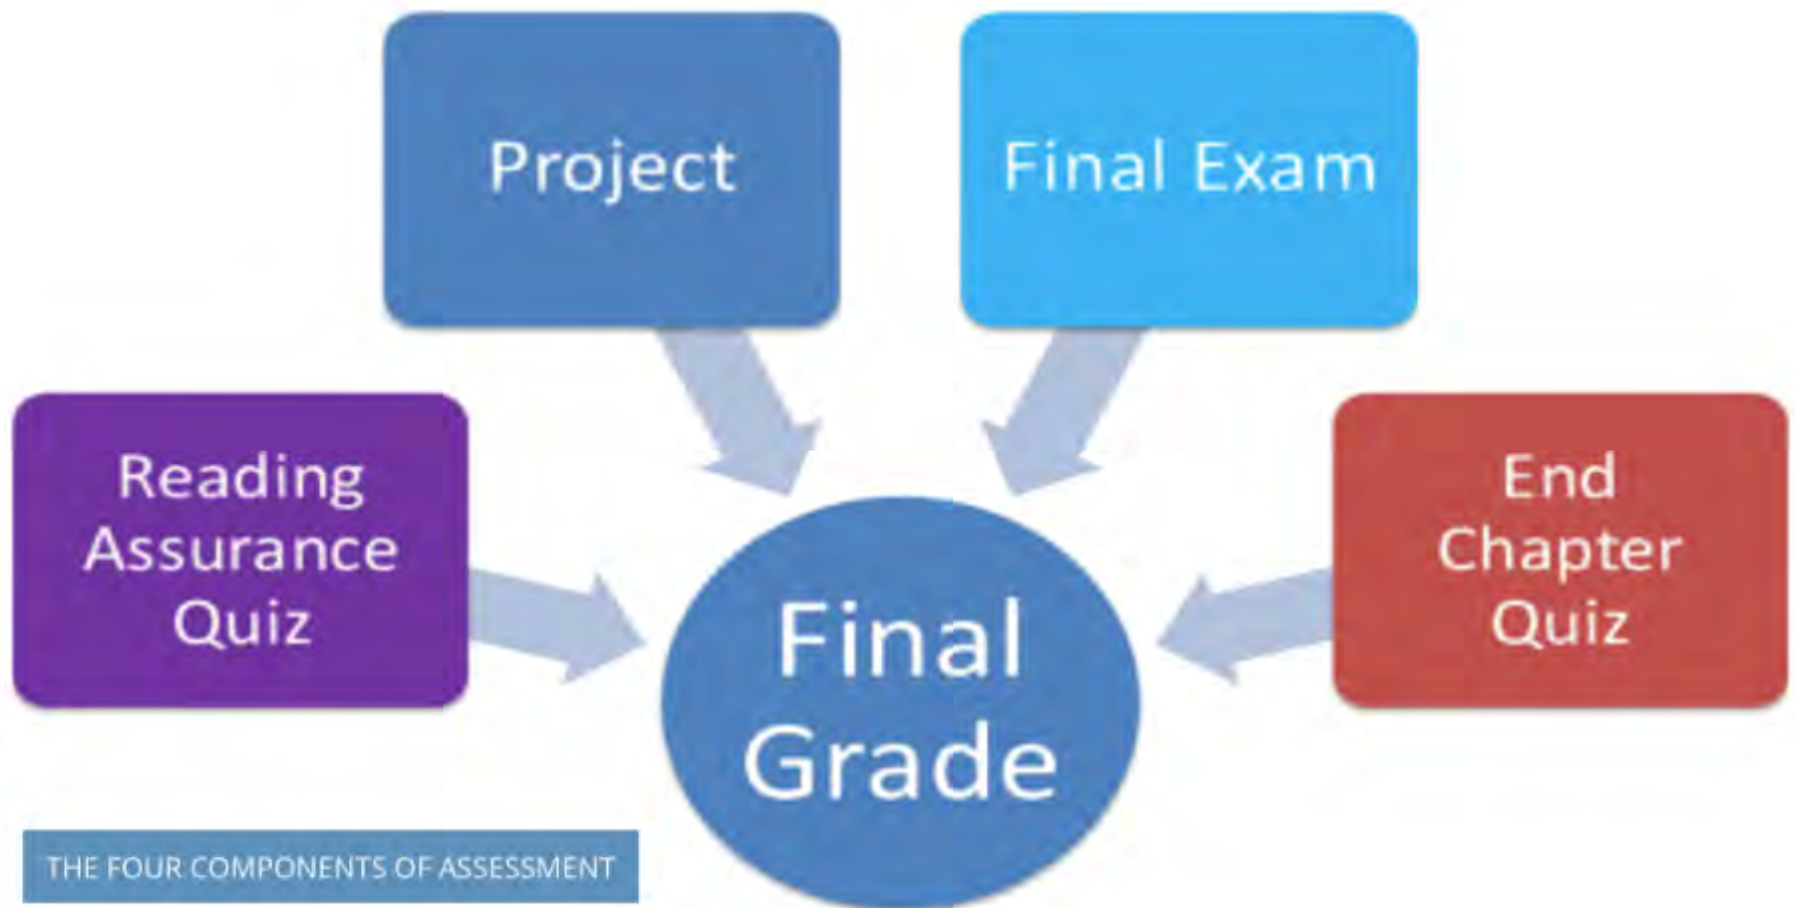 Project
Final Exam
Reading
Assurance
Quiz
End
Chapter
Quiz
Final
Grade
THE FOUR COMPONENTS OF ASSESSMENT